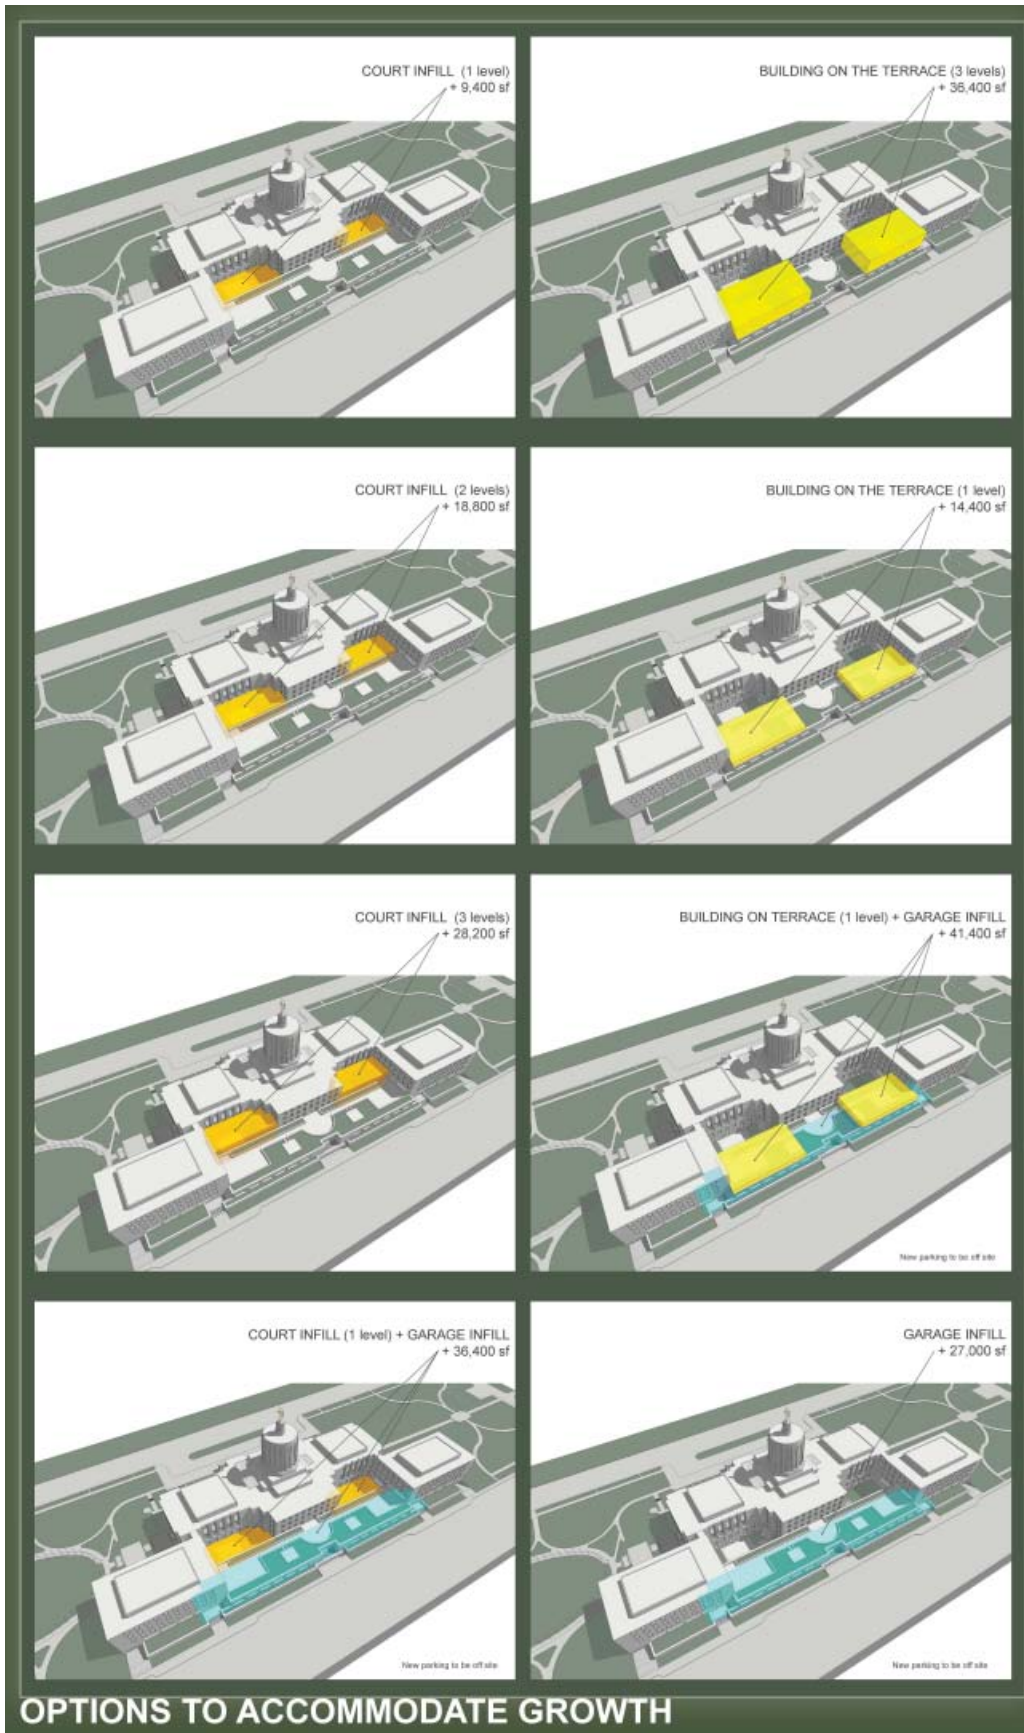 COURT INFILL (1 level)
+ 9,400 sf
BUILDING ON THE TERRACE (3 levels)
+ 36,400 sf
COURT INFILL (2 levels)
+ 18,800 sf
BUILDING ON THE TERRACE (1 level)
+ 14,400 sf
COURT INFILL (3 levels)
+ 28,200 sf
BUILDING ON TERRACE (1 level) + GARAGE INFILL
+ 41,400 sf
New parking to be off site
COURT INFILL (1 level) + GARAGE INFILL
+ 36,400 sf
New parking to be off site
GARAGE INFILL
+ 27,000 sf
New parking to be off site
OPTIONS TO ACCOMMODATE GROWTH